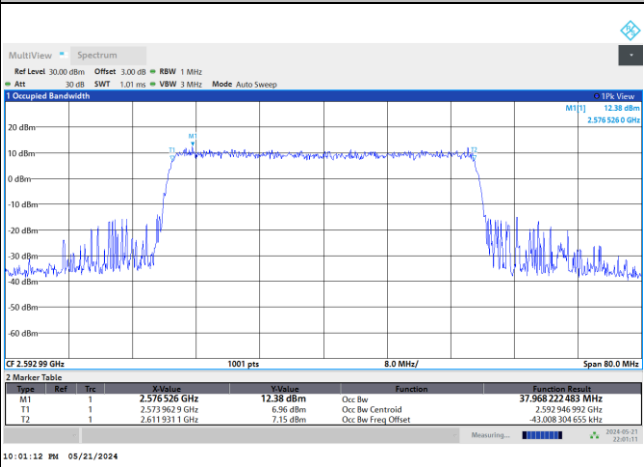 MultiView Spectrum
Ref Level 30.00 dBm Offset 3.00 dB RBW 1 MHz
Att 30 dB SWT 1.01 ms VBW 3 MHz Mode Auto Sweep
1 Occupied Bandwidth 1Pk View
M1[1] 12.38 dBm
2.576 526 0 GHz
20 dBm
M1
T1 T2
10 dBm
0 dBm
-10 dBm
-20 dBm
-30 dBm
-40 dBm
-50 dBm
-60 dBm
CF 2.592 99 GHz 1001 pts 8.0 MHz/ Span 80.0 MHz
2 Marker Table
Type Ref Trc X-Value Y-Value Function Function Result
M1 1 2.576 526 GHz 12.38 dBm Occ Bw 37.968 222 483 MHz
T1 1 2.573 962 9 GHz 6.96 dBm Occ Bw Centroid 2.592 946 992 GHz
T2 1 2.611 931 1 GHz 7.15 dBm Occ Bw Freq Offset -43.008 304 655 kHz
Measuring... 2024-05-21
22:01:11
10:01:12 PM 05/21/2024